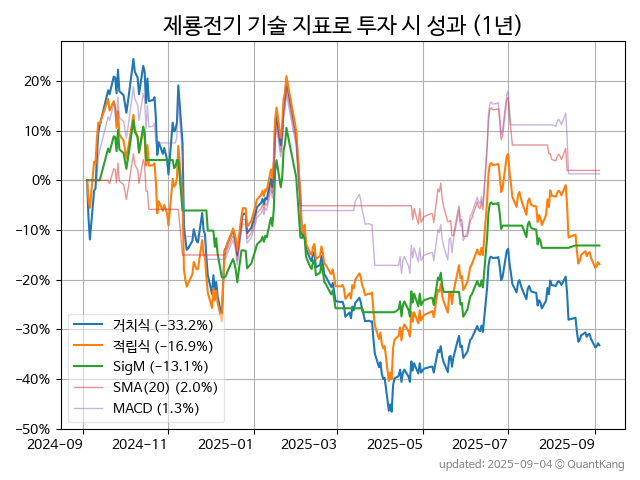 제룡전기 기술 지표로 투자 시 성과 (1년)
20%
10%
0%
−10%
−20%
−30%
−40%
−50%
거치식 (−33.2%)
적립식 (−16.9%)
SigM (−13.1%)
SMA(20) (2.0%)
MACD (1.3%)
2024-09 2024-11 2025-01 2025-03 2025-05 2025-07 2025-09
updated: 2025-09-04 © QuantKang